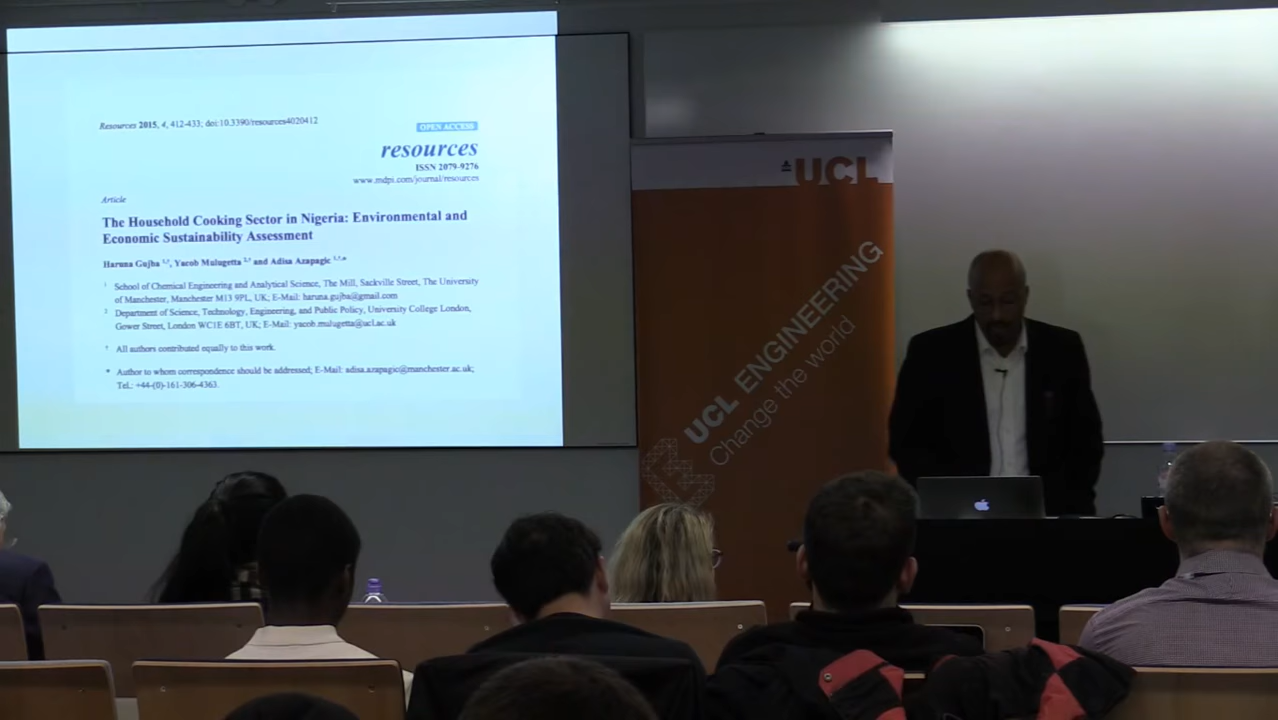 Resources 2015, 4, 412-433; doi:10.3390/resources4020412
OPEN ACCESS
resources
ISSN 2079-9276
www.mdpi.com/journal/resources
Article
The Household Cooking Sector in Nigeria: Environmental and
Economic Sustainability Assessment
Haruna Gujba 1,†, Yacob Mulugetta 2,† and Adisa Azapagic 1,†,*
1 School of Chemical Engineering and Analytical Science, The Mill, Sackville Street, The University
of Manchester, Manchester M13 9PL, UK; E-Mail: haruna.gujba@gmail.com
2 Department of Science, Technology, Engineering, and Public Policy, University College London,
Gower Street, London WC1E 6BT, UK; E-Mail: yacob.mulugetta@ucl.ac.uk
† All authors contributed equally to this work.
* Author to whom correspondence should be addressed; E-Mail: adisa.azapagic@manchester.ac.uk;
Tel.: +44-(0)-161-306-4363.
UCL
UCL ENGINEERING
Change the world